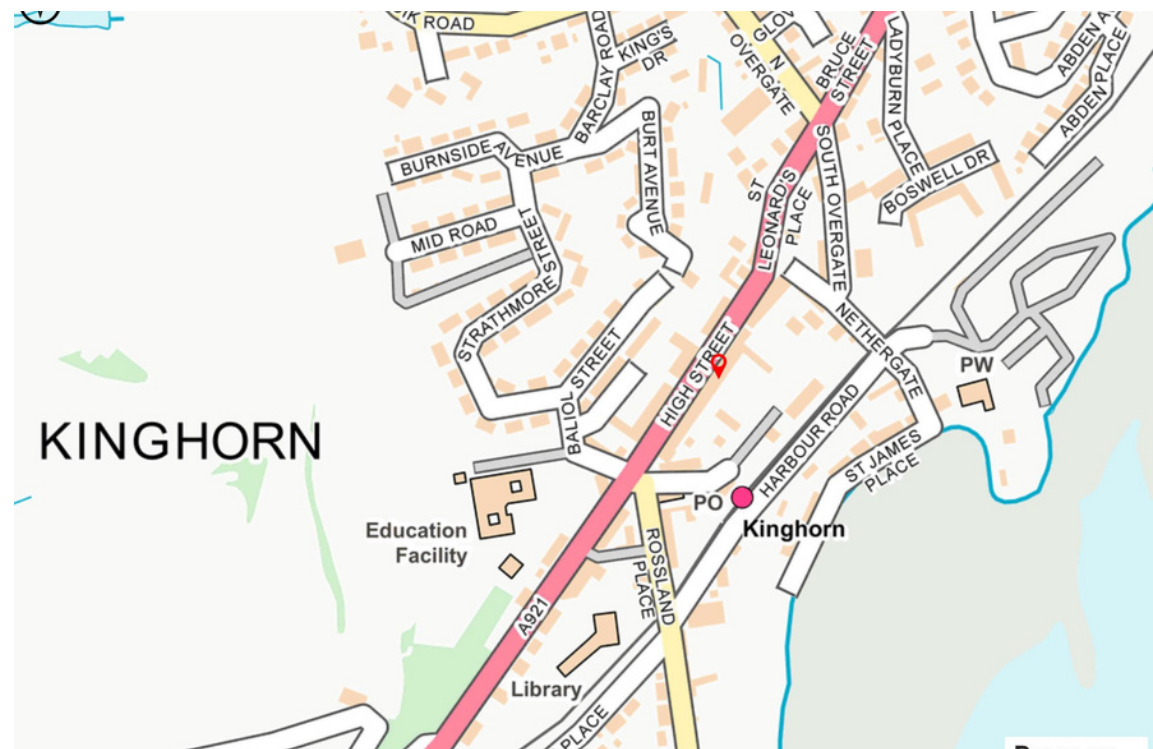 ROAD
BARCLAY ROAD
KING'S
DR
N
OVERGATE
BRUCE
STREET
LADYBURN PLACE
ABDEN PLACE
BURNSIDE AVENUE
BURT AVENUE
MID ROAD
STRATHMORE STREET
ST
LEONARD'S
PLACE
SOUTH OVERGATE
BOSWELL DR
NETHERGATE
BALIOL STREET
HIGH STREET
HARBOUR ROAD
PW
ST JAMES
PLACE
KINGHORN
Education
Facility
PO
Kinghorn
ROSSLAND
PLACE
A921
Library
PLACE